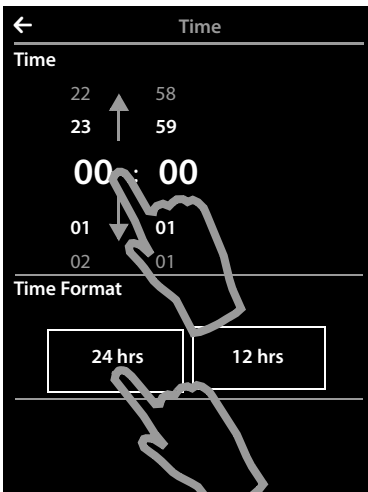 Time
Time
22 58
23 59
00 : 00
01 01
02 01
Time Format
24 hrs 12 hrs